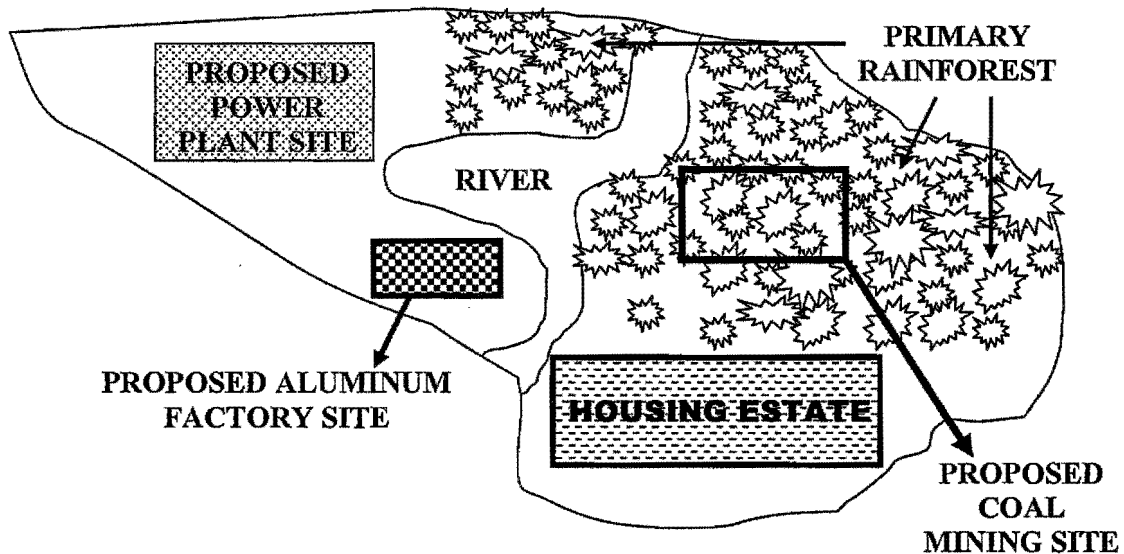 PRIMARY
RAINFOREST
PROPOSED
POWER
PLANT SITE
RIVER
PROPOSED ALUMINUM
FACTORY SITE
HOUSING ESTATE
PROPOSED
COAL
MINING SITE